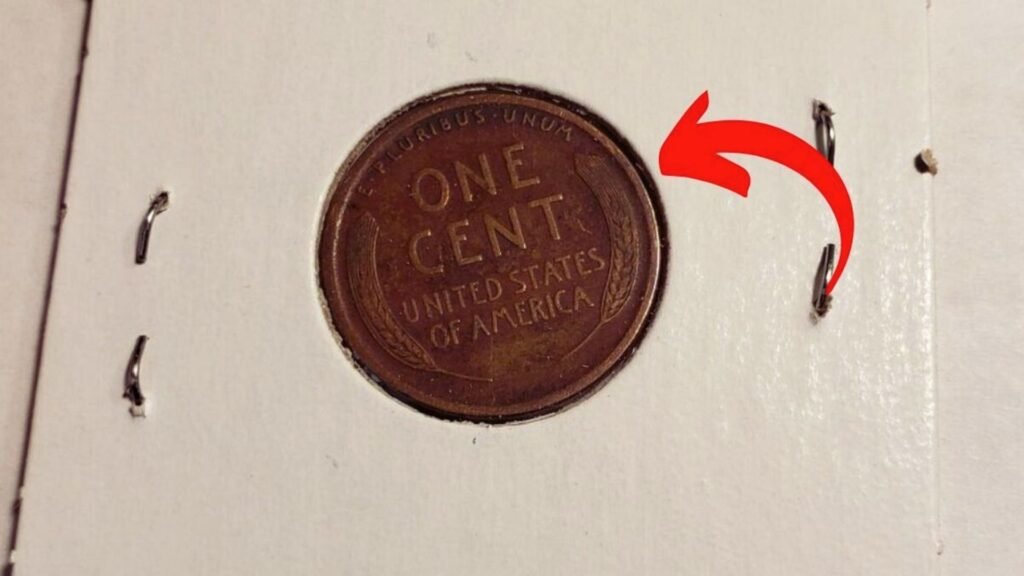 E·PLURIBUS·UNUM
ONE
CENT
UNITED STATES
OF AMERICA